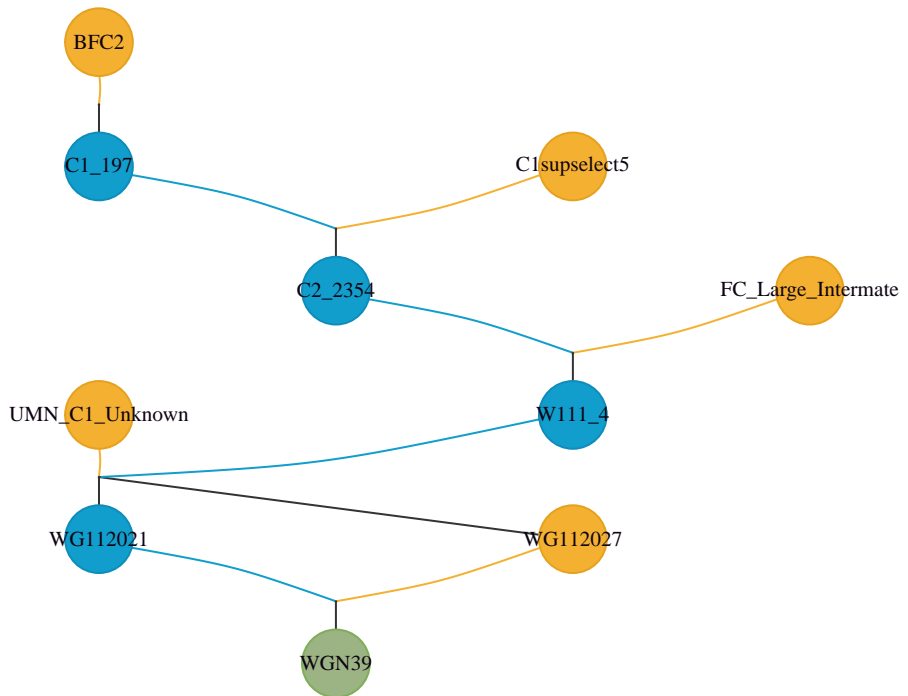 BFC2
C1_197
C1supselect5
C2_2354
FC_Large_Intermate
UMN_C1_Unknown
W111_4
WG112021
WG112027
WGN39